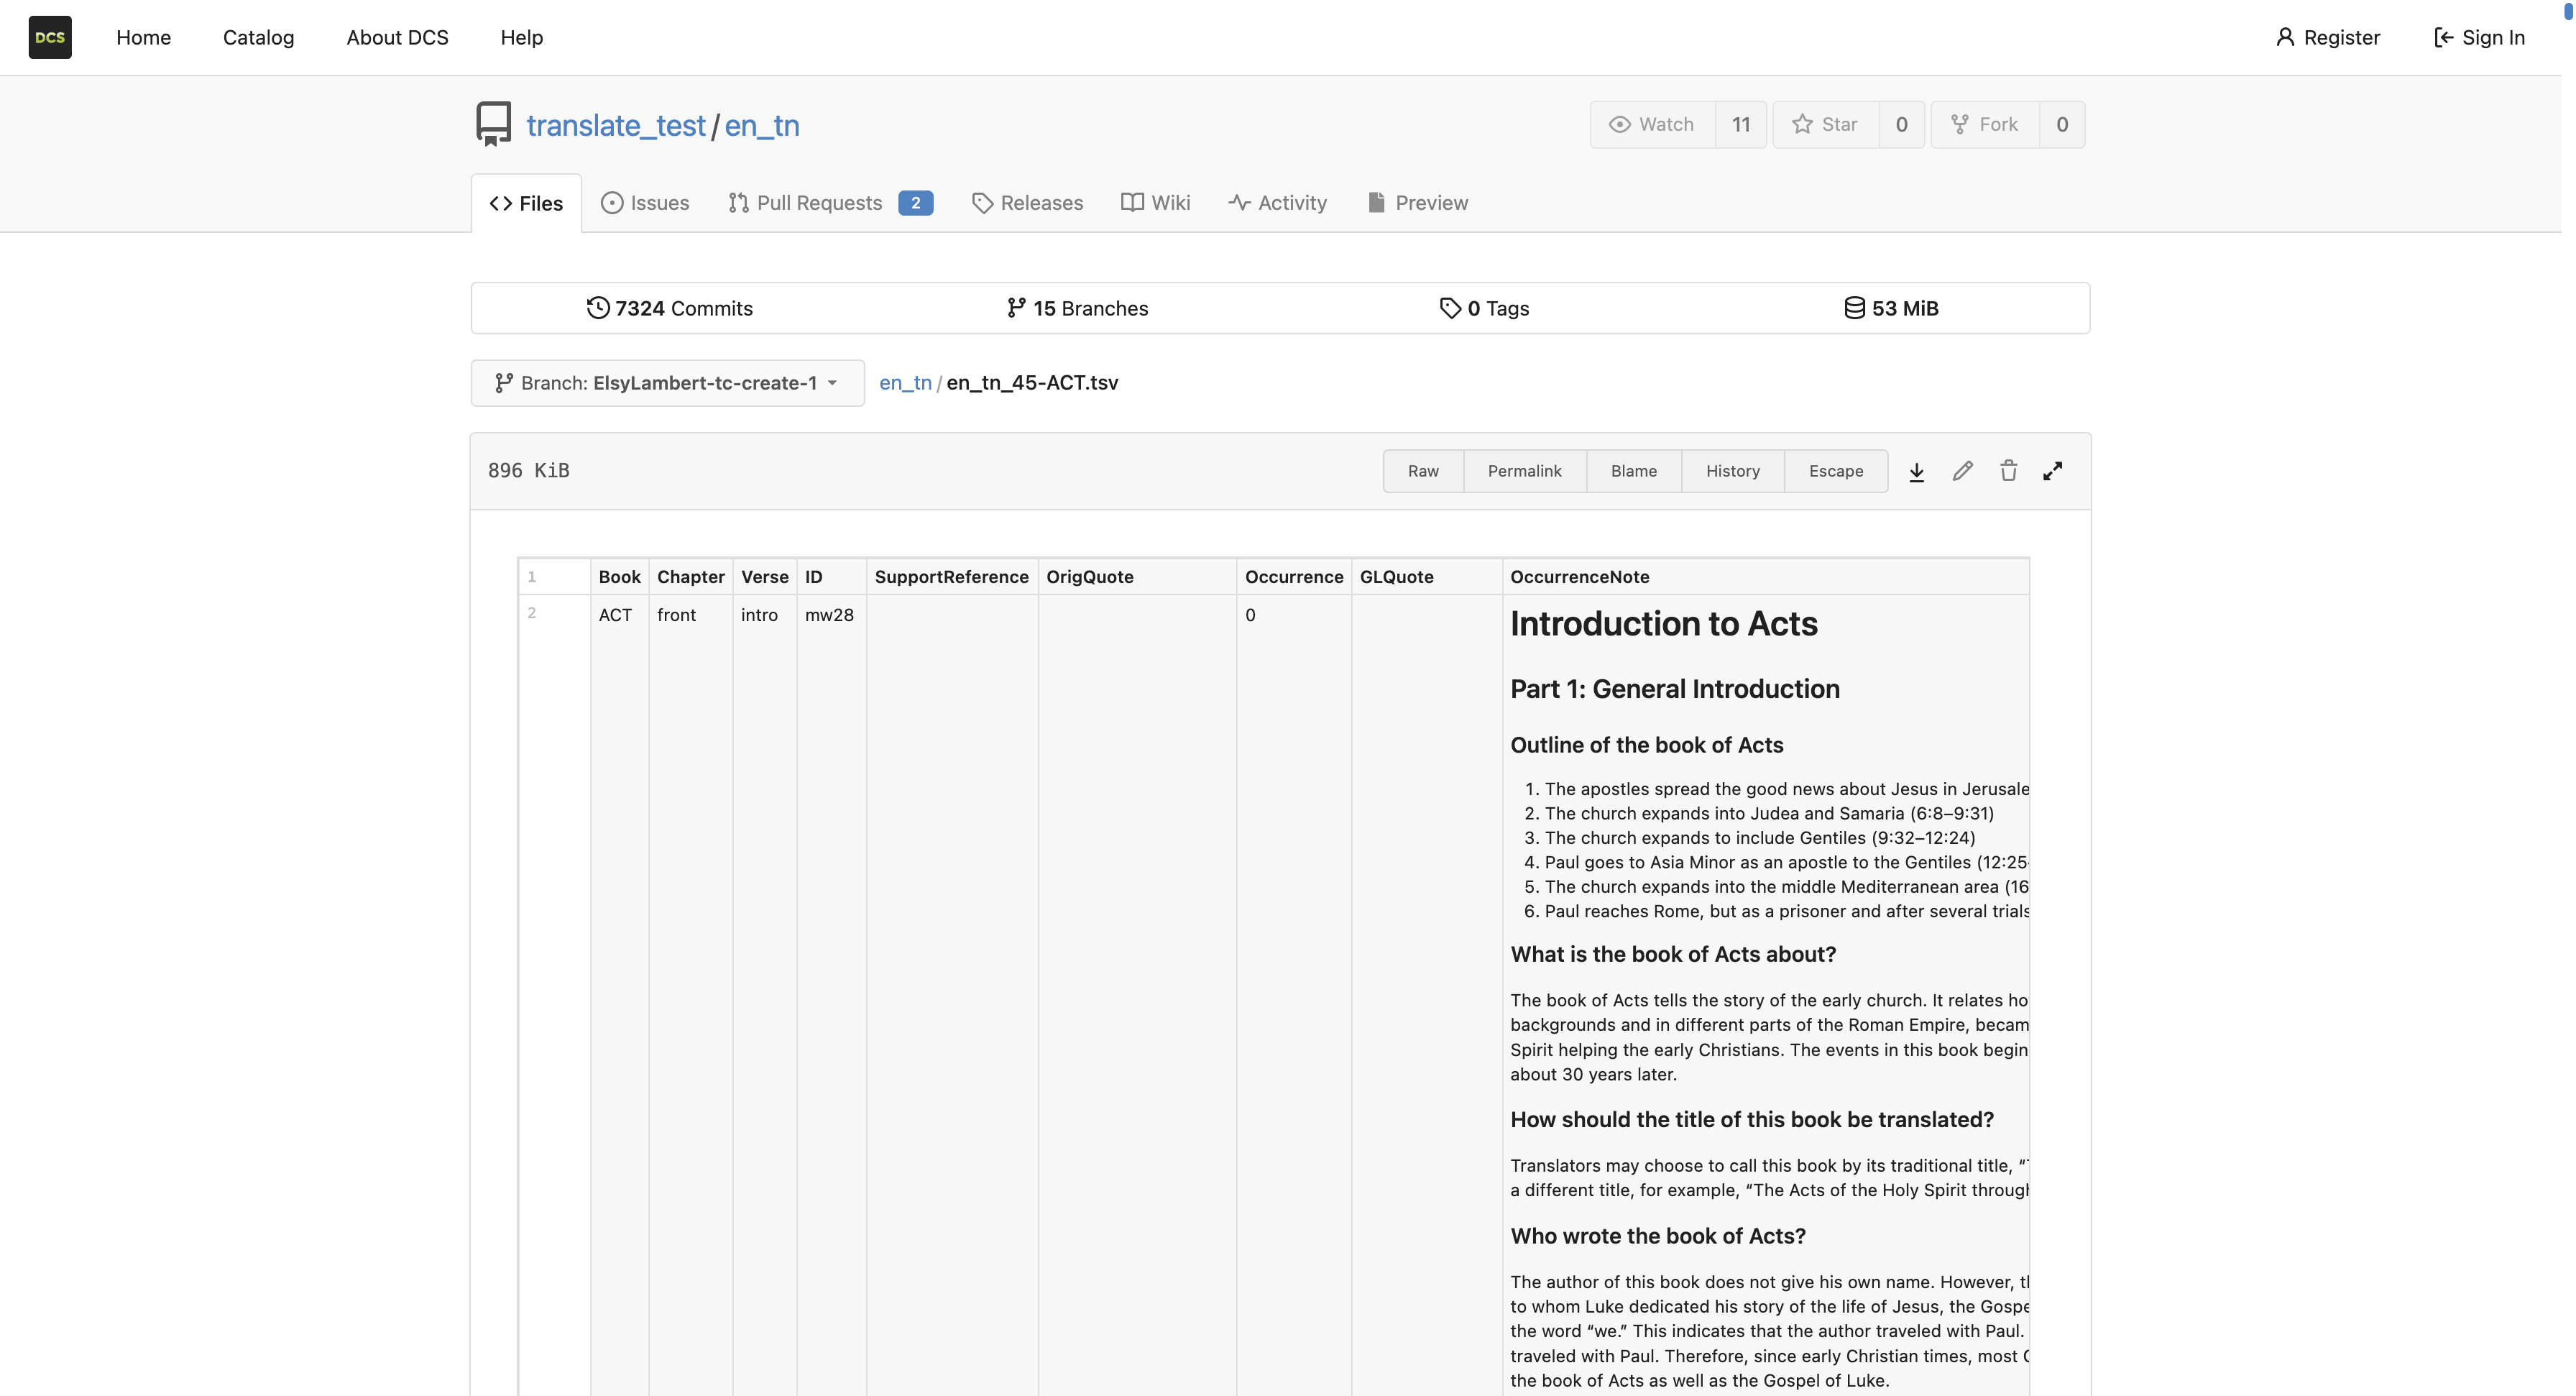 DCS Home Catalog About DCS Help Register Sign In
translate_test / en_tn Watch 11 Star 0 Fork 0
Files Issues Pull Requests 2 Releases Wiki Activity Preview
7324 Commits 15 Branches 0 Tags 53 MiB
Branch: ElsyLambert-tc-create-1 en_tn / en_tn_45-ACT.tsv
896 KiB Raw Permalink Blame History Escape
1 Book Chapter Verse ID SupportReference OrigQuote Occurrence GLQuote OccurrenceNote
2 ACT front intro mw28 0 Introduction to Acts
Part 1: General Introduction
Outline of the book of Acts
1. The apostles spread the good news about Jesus in Jerusale
2. The church expands into Judea and Samaria (6:8–9:31)
3. The church expands to include Gentiles (9:32–12:24)
4. Paul goes to Asia Minor as an apostle to the Gentiles (12:25
5. The church expands into the middle Mediterranean area (16
6. Paul reaches Rome, but as a prisoner and after several trials
What is the book of Acts about?
The book of Acts tells the story of the early church. It relates ho
backgrounds and in different parts of the Roman Empire, becam
Spirit helping the early Christians. The events in this book begin
about 30 years later.
How should the title of this book be translated?
Translators may choose to call this book by its traditional title, “
a different title, for example, “The Acts of the Holy Spirit through
Who wrote the book of Acts?
The author of this book does not give his own name. However, th
to whom Luke dedicated his story of the life of Jesus, the Gospe
the word “we.” This indicates that the author traveled with Paul.
traveled with Paul. Therefore, since early Christian times, most
the book of Acts as well as the Gospel of Luke.